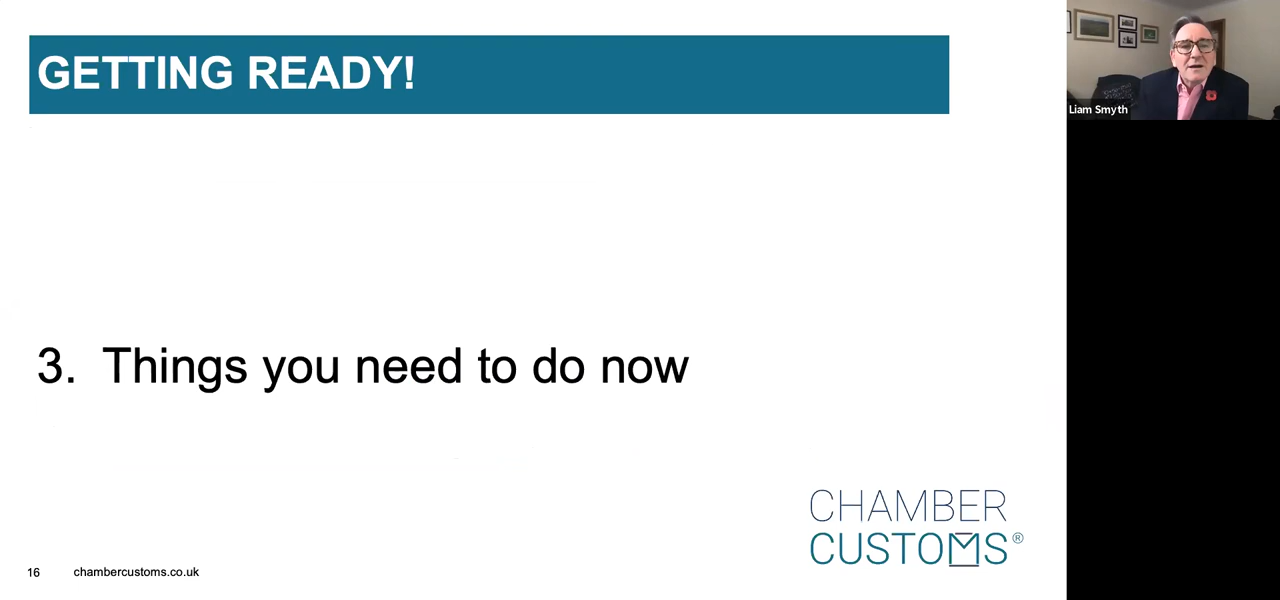 GETTING READY!
Liam Smyth
3. Things you need to do now
CHAMBER
CUSTOMS®
16 chambercustoms.co.uk